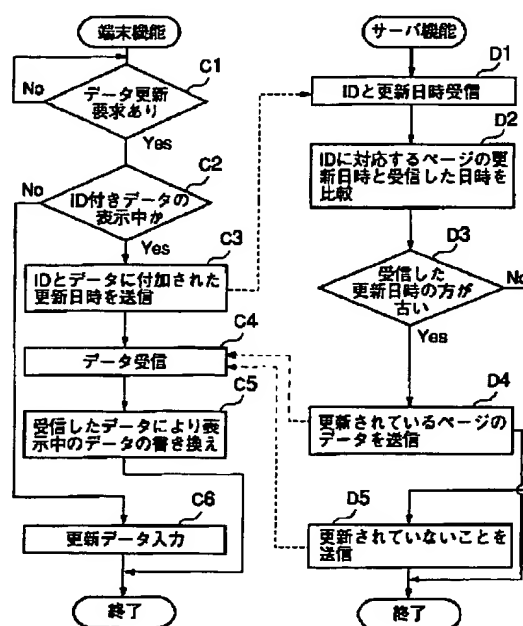 端末機能
C1
No
データ更新
要求あり
Yes
C2
No
ID付きデータの
表示中か
Yes
C3
IDとデータに付加された
更新日時を送信
C4
データ受信
C5
受信したデータにより表
示中のデータの書き換え
C6
更新データ入力
終了
サーバ機能
D1
IDと更新日時受信
D2
IDに対応するページの更
新日時と受信した日時を
比較
D3
受信した
更新日時の方が
古い
No
Yes
D4
更新されているページの
データを送信
D5
更新されていないことを
送信
終了